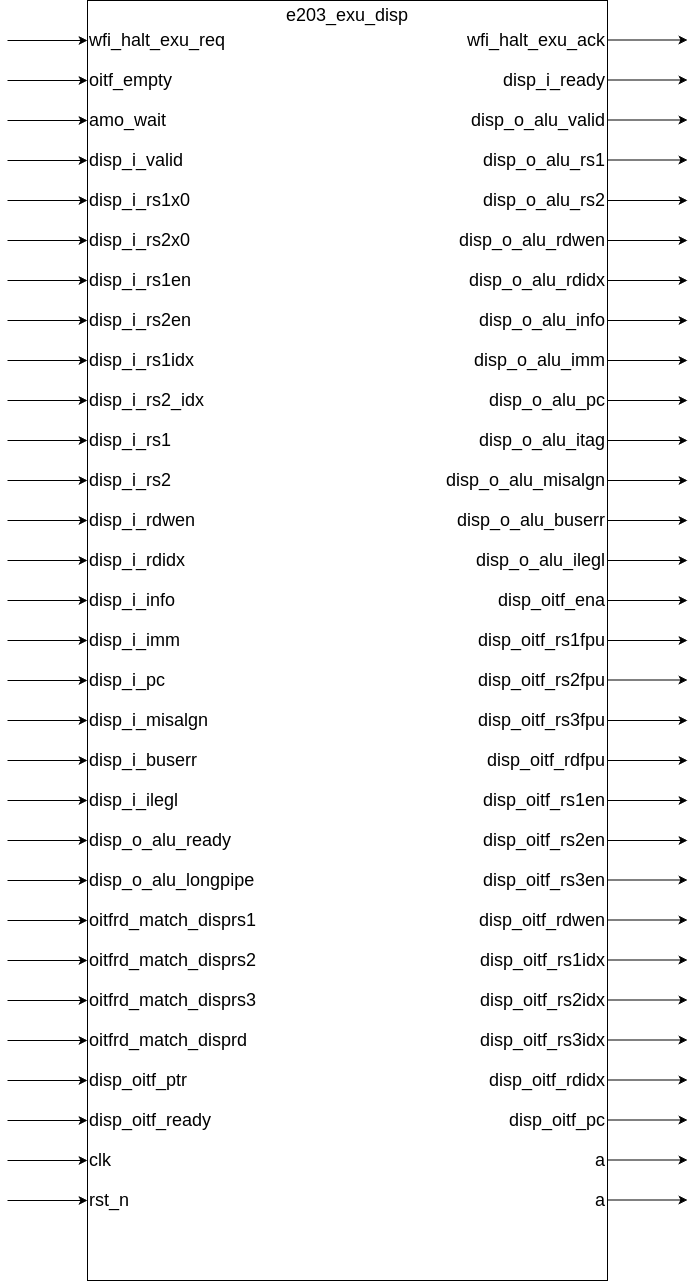 e203_exu_disp
wfi_halt_exu_req wfi_halt_exu_ack
oitf_empty disp_i_ready
amo_wait disp_o_alu_valid
disp_i_valid disp_o_alu_rs1
disp_i_rs1x0 disp_o_alu_rs2
disp_i_rs2x0 disp_o_alu_rdwen
disp_i_rs1en disp_o_alu_rdidx
disp_i_rs2en disp_o_alu_info
disp_i_rs1idx disp_o_alu_imm
disp_i_rs2_idx disp_o_alu_pc
disp_i_rs1 disp_o_alu_itag
disp_i_rs2 disp_o_alu_misalgn
disp_i_rdwen disp_o_alu_buserr
disp_i_rdidx disp_o_alu_ilegl
disp_i_info disp_oitf_ena
disp_i_imm disp_oitf_rs1fpu
disp_i_pc disp_oitf_rs2fpu
disp_i_misalgn disp_oitf_rs3fpu
disp_i_buserr disp_oitf_rdfpu
disp_i_ilegl disp_oitf_rs1en
disp_o_alu_ready disp_oitf_rs2en
disp_o_alu_longpipe disp_oitf_rs3en
oitfrd_match_disprs1 disp_oitf_rdwen
oitfrd_match_disprs2 disp_oitf_rs1idx
oitfrd_match_disprs3 disp_oitf_rs2idx
oitfrd_match_disprd disp_oitf_rs3idx
disp_oitf_ptr disp_oitf_rdidx
disp_oitf_ready disp_oitf_pc
clk a
rst_n a